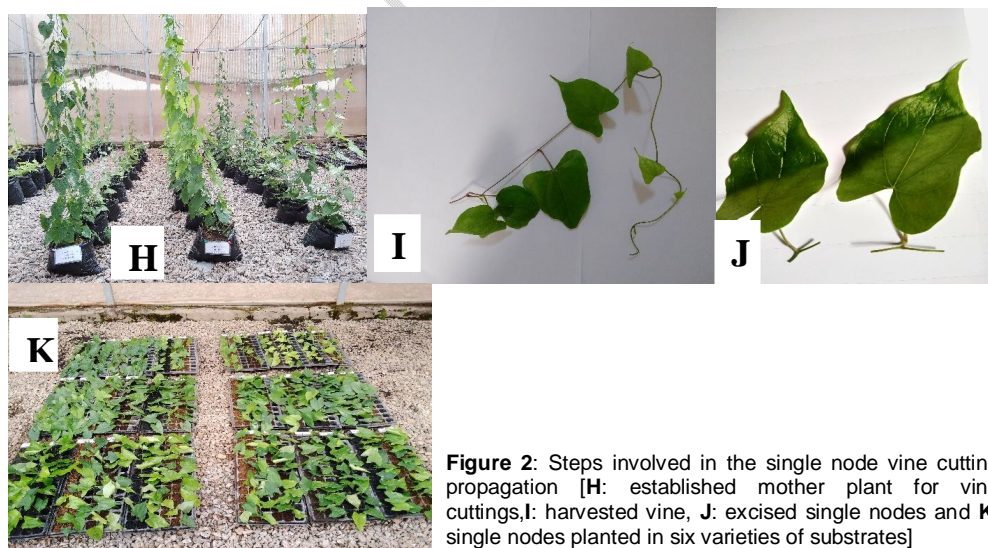 H
I
J
K
Figure 2: Steps involved in the single node vine cuttin
propagation [H: established mother plant for vin
cuttings,I: harvested vine, J: excised single nodes and K
single nodes planted in six varieties of substrates]